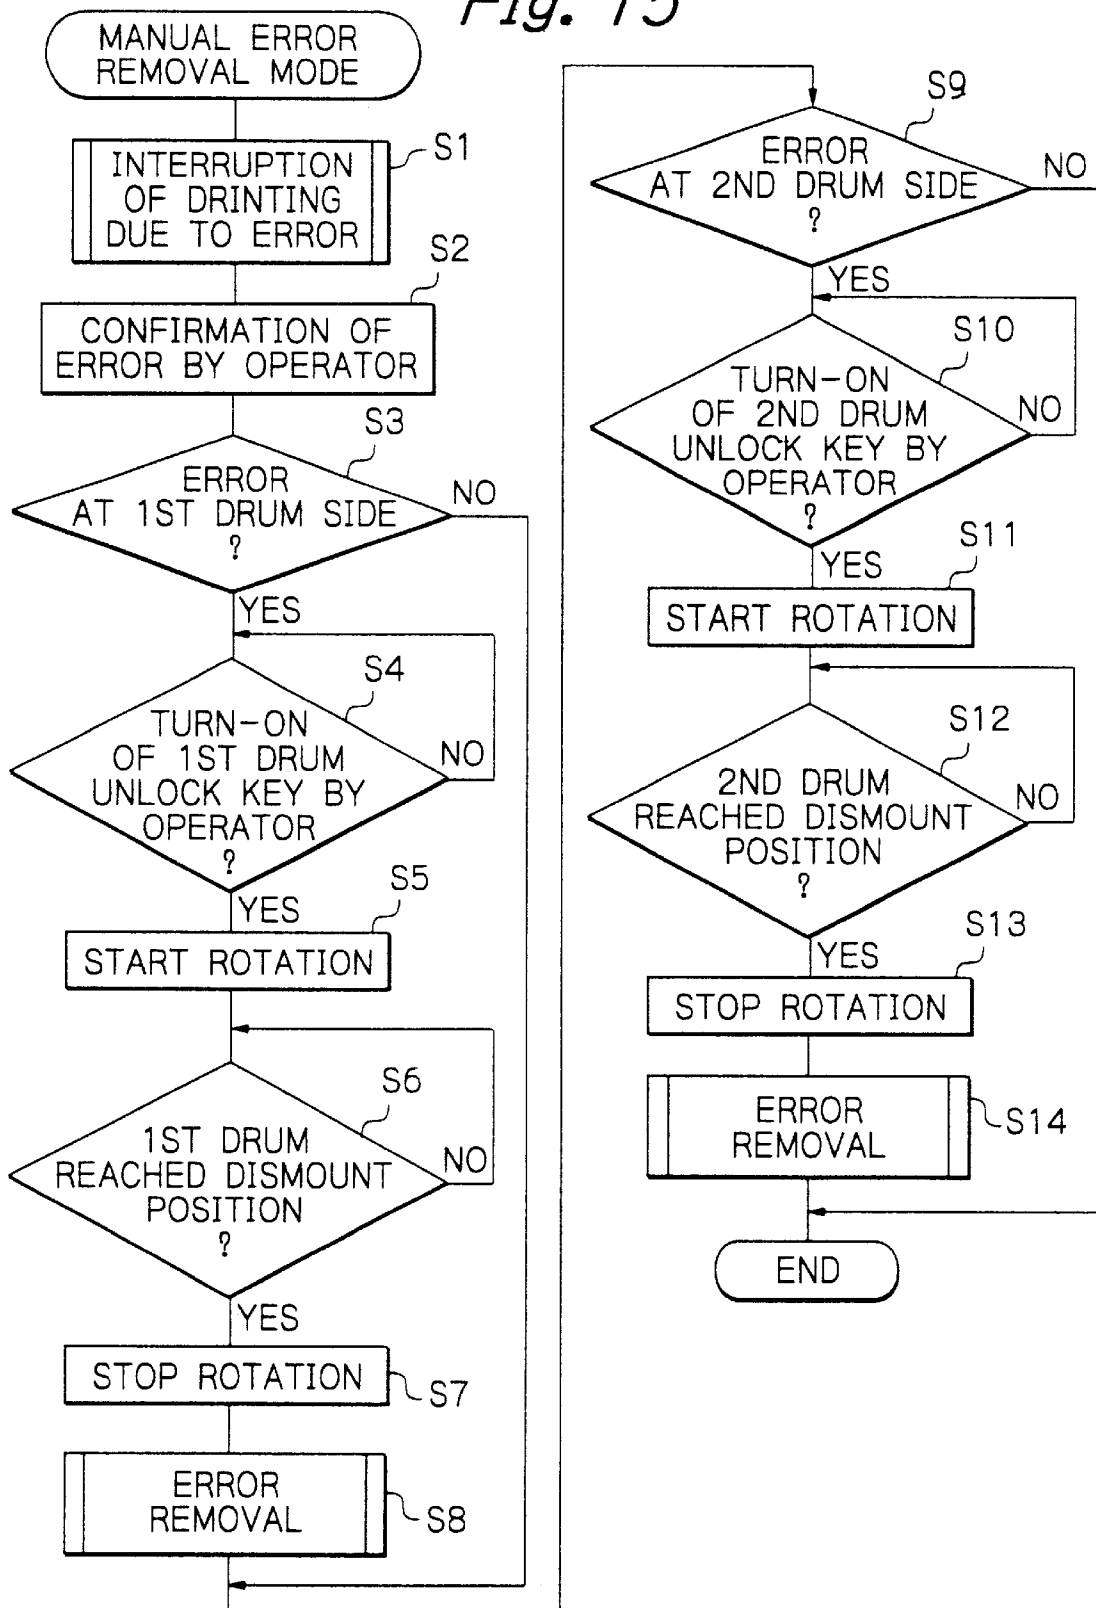 Fig. 15
MANUAL ERROR
REMOVAL MODE
INTERRUPTION
OF DRINTING
DUE TO ERROR
S1
S2
CONFIRMATION OF
ERROR BY OPERATOR
S3
ERROR
AT 1ST DRUM SIDE
?
NO
YES
S4
TURN-ON
OF 1ST DRUM
UNLOCK KEY BY
OPERATOR
?
NO
YES
S5
START ROTATION
S6
1ST DRUM
REACHED DISMOUNT
POSITION
?
NO
YES
STOP ROTATION
S7
ERROR
REMOVAL
S8
S9
ERROR
AT 2ND DRUM SIDE
?
NO
YES
S10
TURN-ON
OF 2ND DRUM
UNLOCK KEY BY
OPERATOR
?
NO
YES
S11
START ROTATION
S12
2ND DRUM
REACHED DISMOUNT
POSITION
?
NO
YES
S13
STOP ROTATION
ERROR
REMOVAL
S14
END